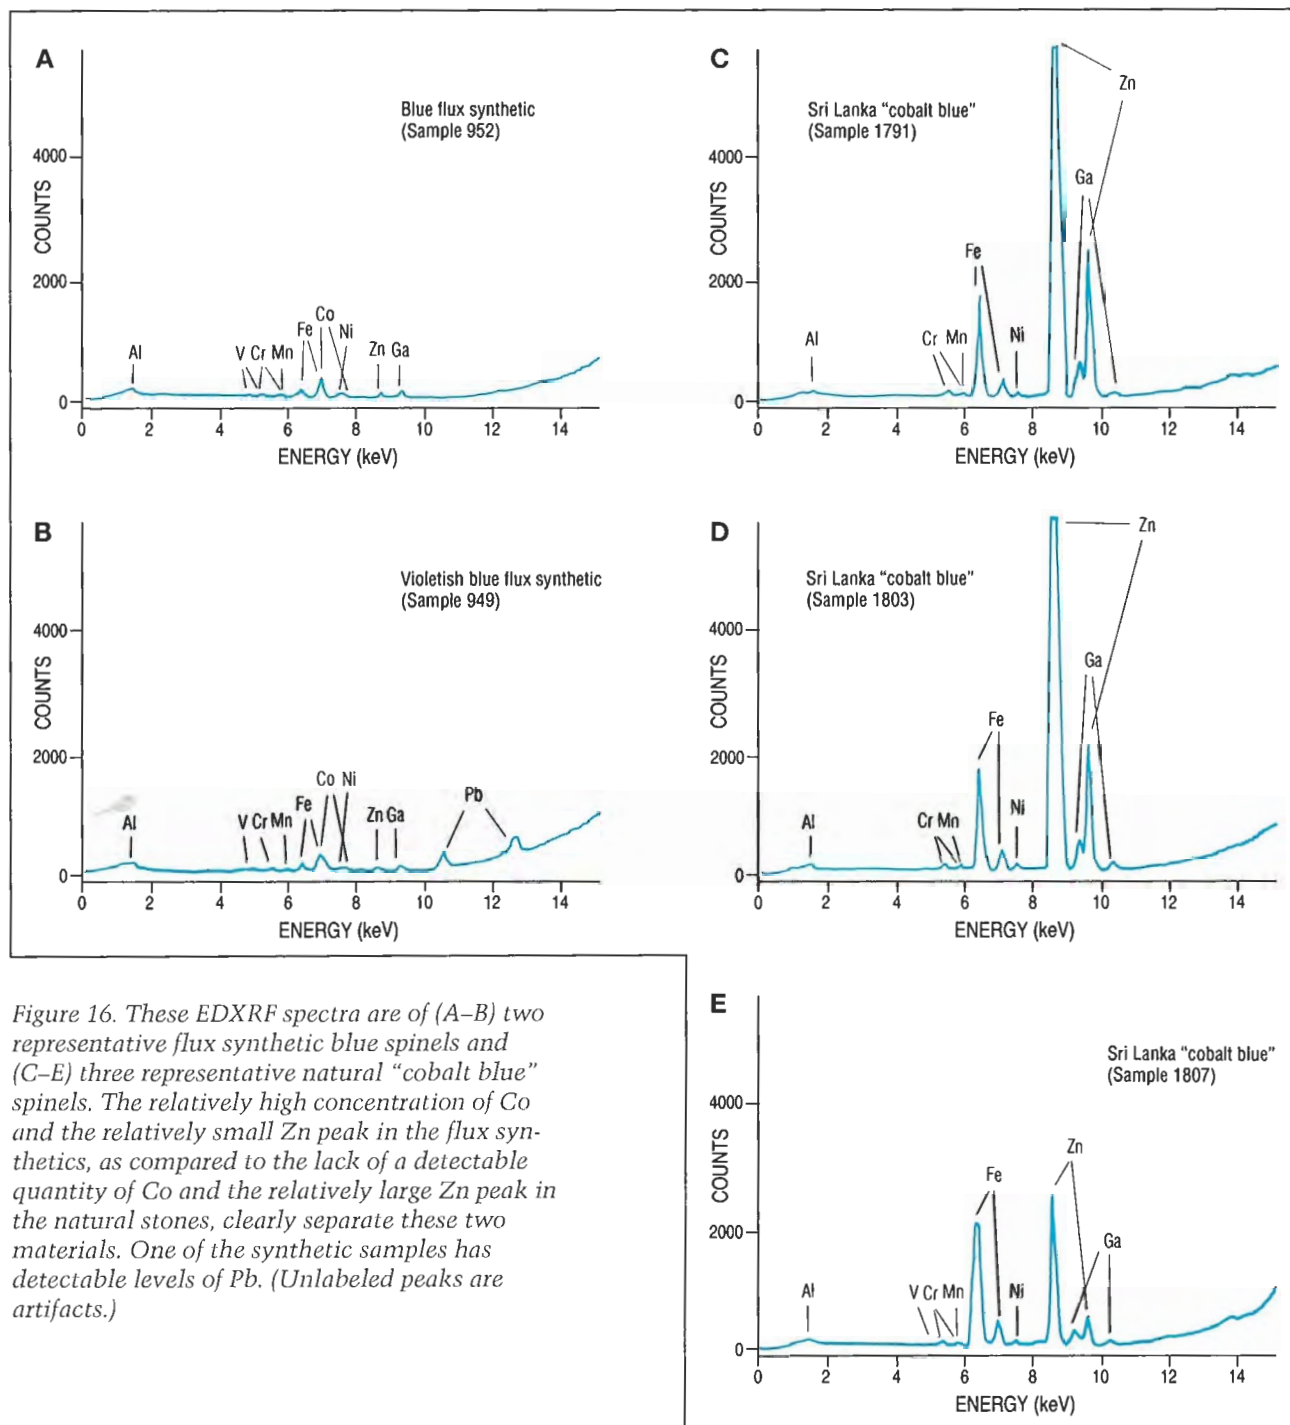 A
Blue flux synthetic
(Sample 952)
4000
2000
0
COUNTS
Al
V Cr Mn
Fe
Co
Ni
Zn Ga
0 2 4 6 8 10 12 14
ENERGY (keV)
B
Violetish blue flux synthetic
(Sample 949)
4000
2000
0
COUNTS
Al
V Cr Mn
Fe
Co Ni
Zn Ga
Pb
0 2 4 6 8 10 12 14
ENERGY (keV)
C
Sri Lanka "cobalt blue"
(Sample 1791)
4000
2000
0
COUNTS
Al
Cr Mn
Fe
Ni
Ga
Zn
0 2 4 6 8 10 12 14
ENERGY (keV)
D
Sri Lanka "cobalt blue"
(Sample 1803)
4000
2000
0
COUNTS
Al
Cr Mn
Fe
Ni
Ga
Zn
0 2 4 6 8 10 12 14
ENERGY (keV)
E
Sri Lanka "cobalt blue"
(Sample 1807)
4000
2000
0
COUNTS
Al
V Cr Mn
Fe
Ni
Zn
Ga
0 2 4 6 8 10 12 14
ENERGY (keV)
Figure 16. These EDXRF spectra are of (A–B) two
representative flux synthetic blue spinels and
(C–E) three representative natural "cobalt blue"
spinels. The relatively high concentration of Co
and the relatively small Zn peak in the flux syn-
thetics, as compared to the lack of a detectable
quantity of Co and the relatively large Zn peak in
the natural stones, clearly separate these two
materials. One of the synthetic samples has
detectable levels of Pb. (Unlabeled peaks are
artifacts.)